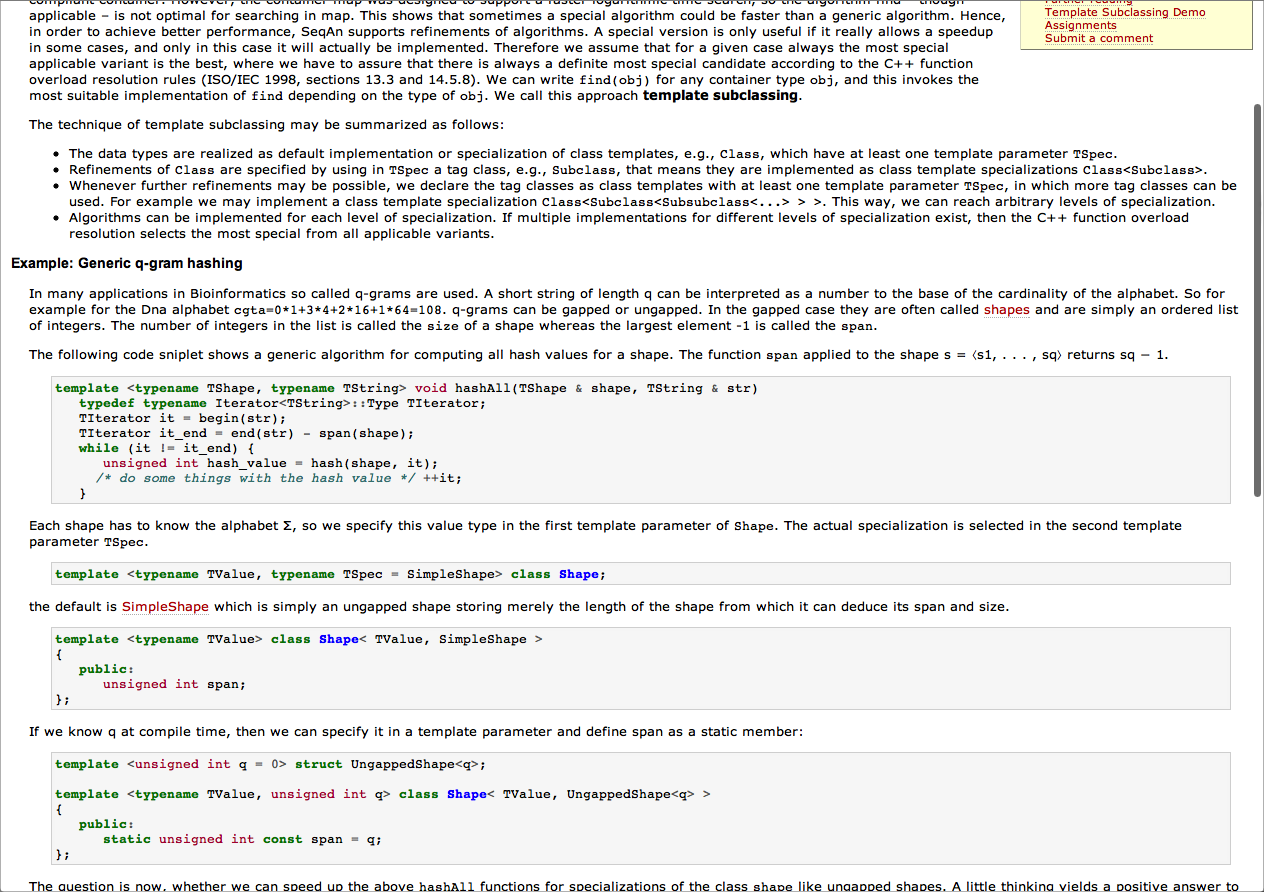 compliant container. However, the container map was designed to support a faster logarithmic time search, so the algorithm find – though
applicable – is not optimal for searching in map. This shows that sometimes a special algorithm could be faster than a generic algorithm. Hence,
in order to achieve better performance, SeqAn supports refinements of algorithms. A special version is only useful if it really allows a speedup
in some cases, and only in this case it will actually be implemented. Therefore we assume that for a given case always the most special
applicable variant is the best, where we have to assure that there is always a definite most special candidate according to the C++ function
overload resolution rules (ISO/IEC 1998, sections 13.3 and 14.5.8). We can write find(obj) for any container type obj, and this invokes the
most suitable implementation of find depending on the type of obj. We call this approach template subclassing.
Further reading
Template Subclassing Demo
Assignments
Submit a comment
The technique of template subclassing may be summarized as follows:
• The data types are realized as default implementation or specialization of class templates, e.g., Class, which have at least one template parameter TSpec.
• Refinements of Class are specified by using in TSpec a tag class, e.g., Subclass, that means they are implemented as class template specializations Class<Subclass>.
• Whenever further refinements may be possible, we declare the tag classes as class templates with at least one template parameter TSpec, in which more tag classes can be
used. For example we may implement a class template specialization Class<Subclass<Subsubclass<...> > >. This way, we can reach arbitrary levels of specialization.
• Algorithms can be implemented for each level of specialization. If multiple implementations for different levels of specialization exist, then the C++ function overload
resolution selects the most special from all applicable variants.
Example: Generic q-gram hashing
In many applications in Bioinformatics so called q-grams are used. A short string of length q can be interpreted as a number to the base of the cardinality of the alphabet. So for
example for the Dna alphabet cgta=0*1+3*4+2*16+1*64=108. q-grams can be gapped or ungapped. In the gapped case they are often called shapes and are simply an ordered list
of integers. The number of integers in the list is called the size of a shape whereas the largest element -1 is called the span.
The following code sniplet shows a generic algorithm for computing all hash values for a shape. The function span applied to the shape s = ⟨s1, . . . , sq⟩ returns sq − 1.
template <typename TShape, typename TString> void hashAll(TShape & shape, TString & str)
typedef typename Iterator<TString>::Type TIterator;
TIterator it = begin(str);
TIterator it_end = end(str) - span(shape);
while (it != it_end) {
unsigned int hash_value = hash(shape, it);
/* do some things with the hash value */ ++it;
}
Each shape has to know the alphabet Σ, so we specify this value type in the first template parameter of Shape. The actual specialization is selected in the second template
parameter TSpec.
template <typename TValue, typename TSpec = SimpleShape> class Shape;
the default is SimpleShape which is simply an ungapped shape storing merely the length of the shape from which it can deduce its span and size.
template <typename TValue> class Shape< TValue, SimpleShape >
{
public:
unsigned int span;
};
If we know q at compile time, then we can specify it in a template parameter and define span as a static member:
template <unsigned int q = 0> struct UngappedShape<q>;
template <typename TValue, unsigned int q> class Shape< TValue, UngappedShape<q> >
{
public:
static unsigned int const span = q;
};
The question is now, whether we can speed up the above hashAll functions for specializations of the class shape like ungapped shapes. A little thinking yields a positive answer to